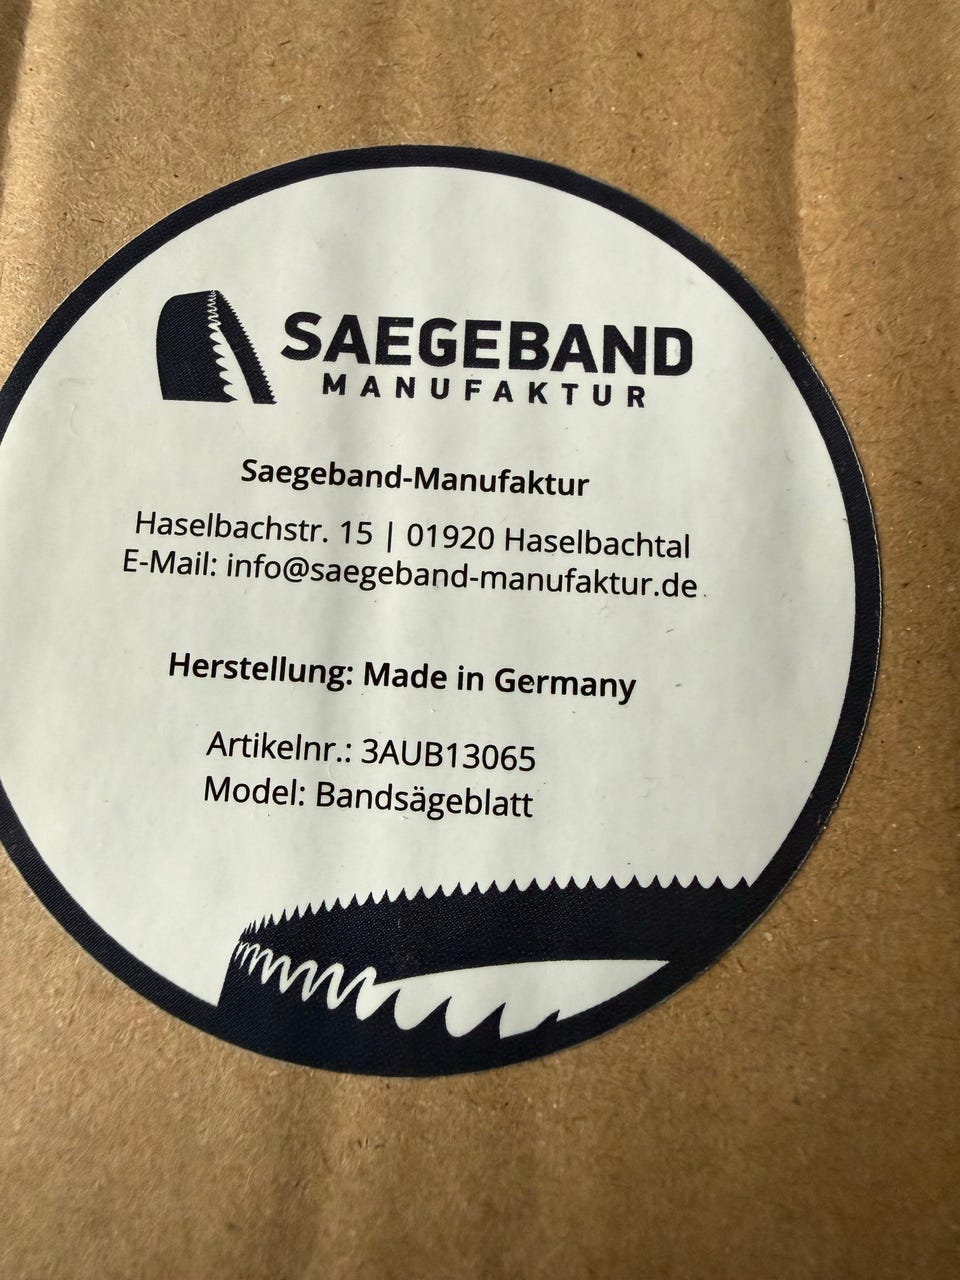 SAEGEBAND
MANUFAKTUR
Saegeband-Manufaktur
Haselbachstr. 15 | 01920 Haselbachtal
E-Mail: info@saegeband-manufaktur.de
Herstellung: Made in Germany
Artikelnr.: 3AUB13065
Model: Bandsägeblatt